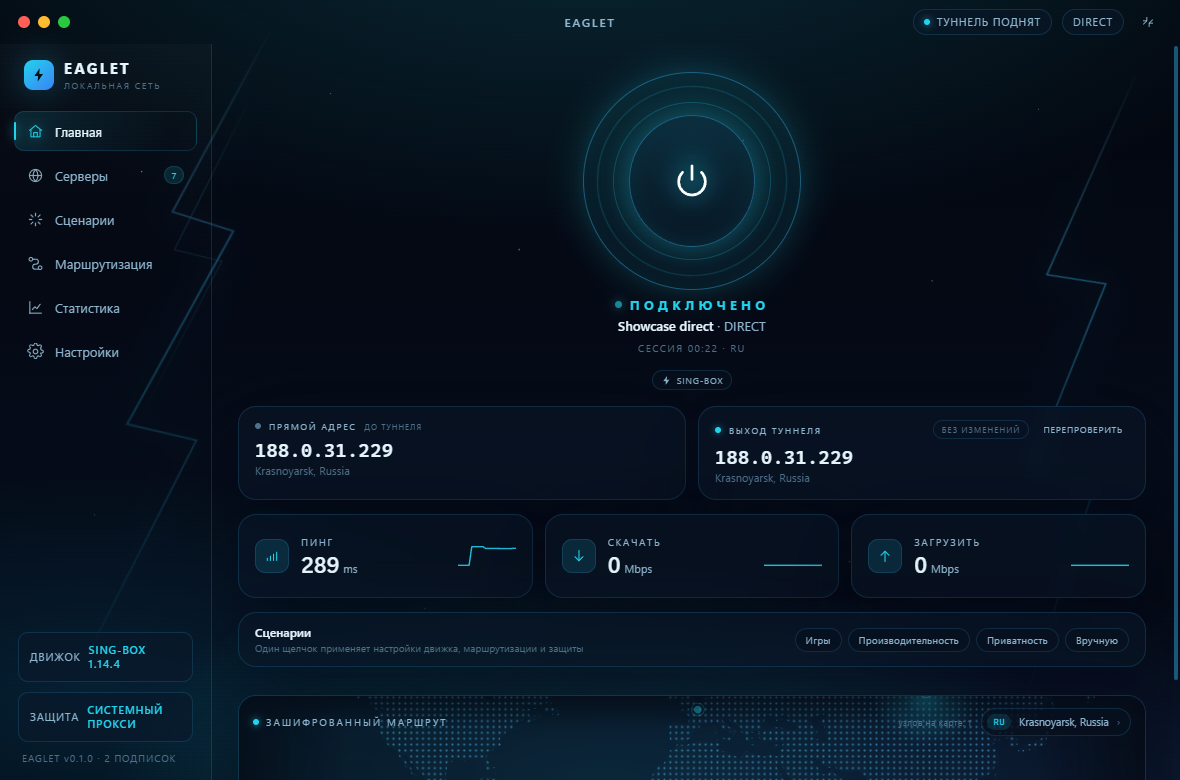 EAGLET
ТУННЕЛЬ ПОДНЯТ
DIRECT
EAGLET
ЛОКАЛЬНАЯ СЕТЬ
Главная
Серверы
7
Сценарии
Маршрутизация
Статистика
Настройки
ДВИЖОК
SING-BOX
1.14.4
ЗАЩИТА
СИСТЕМНЫЙ
ПРОКСИ
EAGLET v0.1.0 · 2 ПОДПИСОК
ПОДКЛЮЧЕНО
Showcase direct · DIRECT
СЕССИЯ 00:22 · RU
SING-BOX
ПРЯМОЙ АДРЕС ДО ТУННЕЛЯ
188.0.31.229
Krasnoyarsk, Russia
ВЫХОД ТУННЕЛЯ
БЕЗ ИЗМЕНЕНИЙ
ПЕРЕПРОВЕРИТЬ
188.0.31.229
Krasnoyarsk, Russia
ПИНГ
289 ms
СКАЧАТЬ
0 Mbps
ЗАГРУЗИТЬ
0 Mbps
Сценарии
Один щелчок применяет настройки движка, маршрутизации и защиты
Игры
Производительность
Приватность
Вручную
ЗАШИФРОВАННЫЙ МАРШРУТ
узлов на карте: 1
RU
Krasnoyarsk, Russia ›